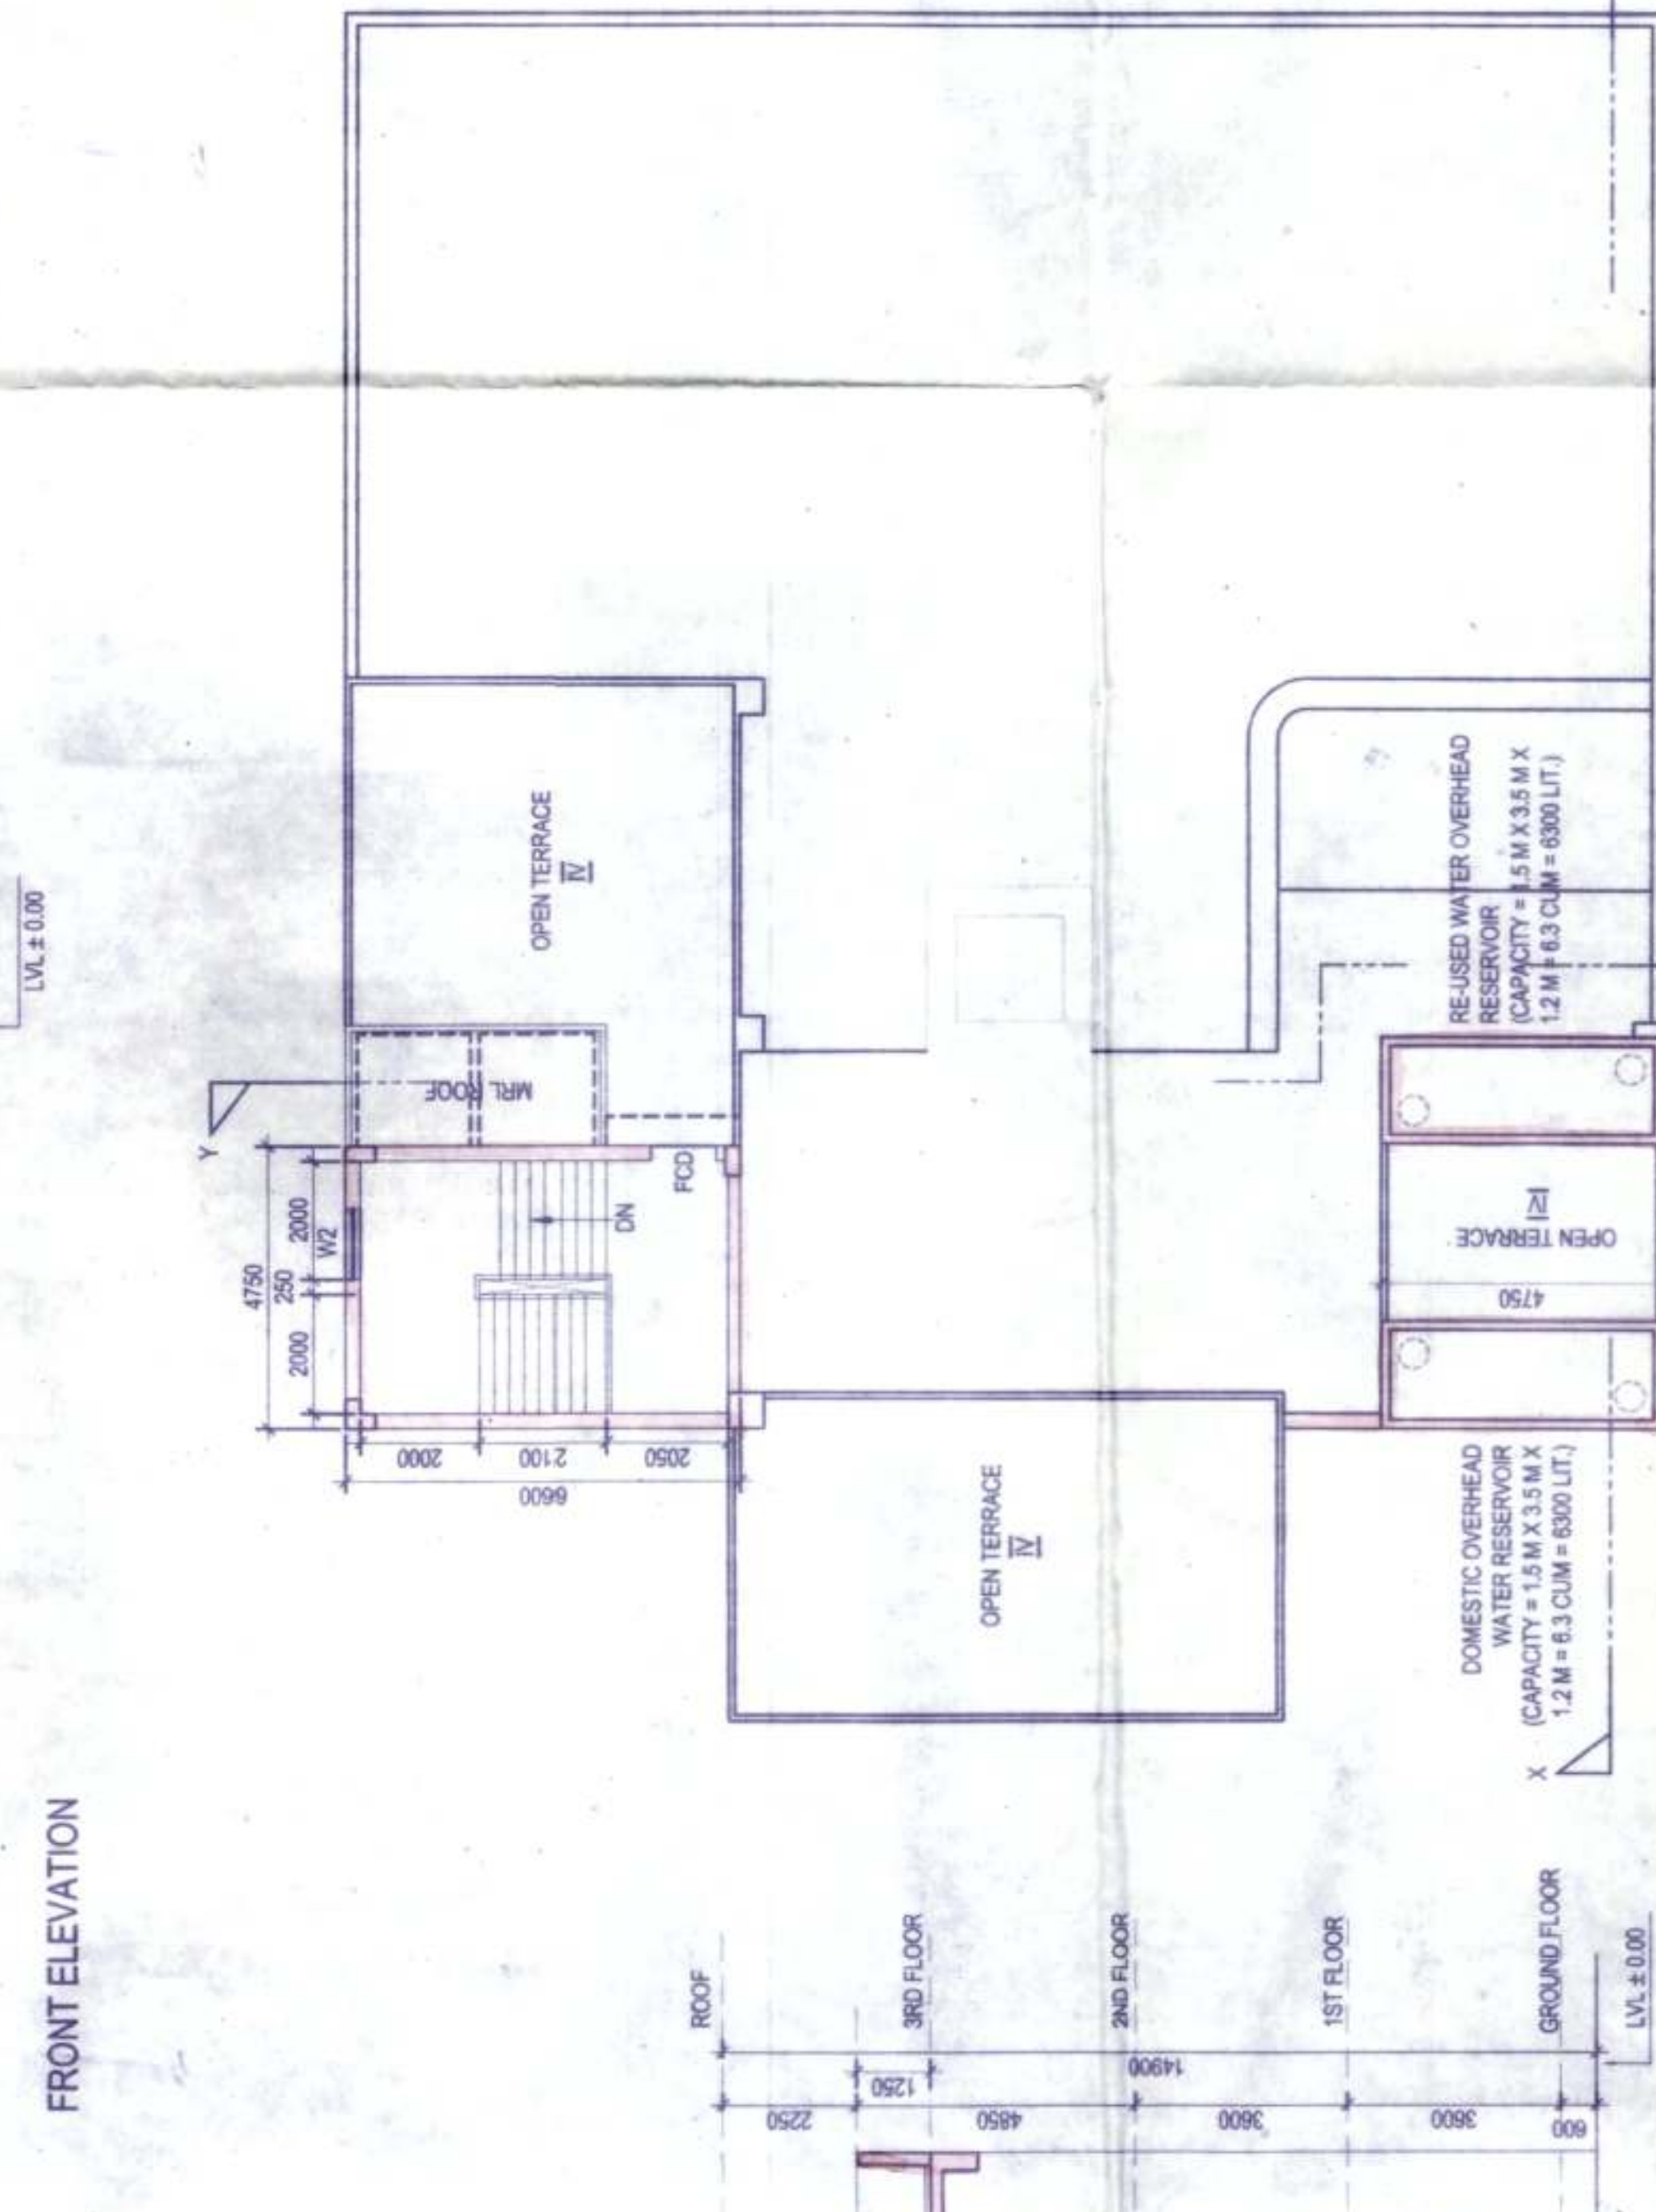 LVL ± 0.00
FRONT ELEVATION
Y
4750
2000
250
2000
W2
MRL ROOF
OPEN TERRACE
IV
DN
FCD
2000
2100
2050
6600
OPEN TERRACE
IV
RE-USED WATER OVERHEAD
RESERVOIR
(CAPACITY = 1.5 M X 3.5 M X
1.2 M = 6.3 CUM = 6300 LIT.)
OPEN TERRACE
IV
4750
DOMESTIC OVERHEAD
WATER RESERVOIR
(CAPACITY = 1.5 M X 3.5 M X
1.2 M = 6.3 CUM = 6300 LIT.)
X
ROOF
3RD FLOOR
2ND FLOOR
1ST FLOOR
GROUND FLOOR
LVL ± 0.00
14900
1250
2250
4850
3600
3600
600